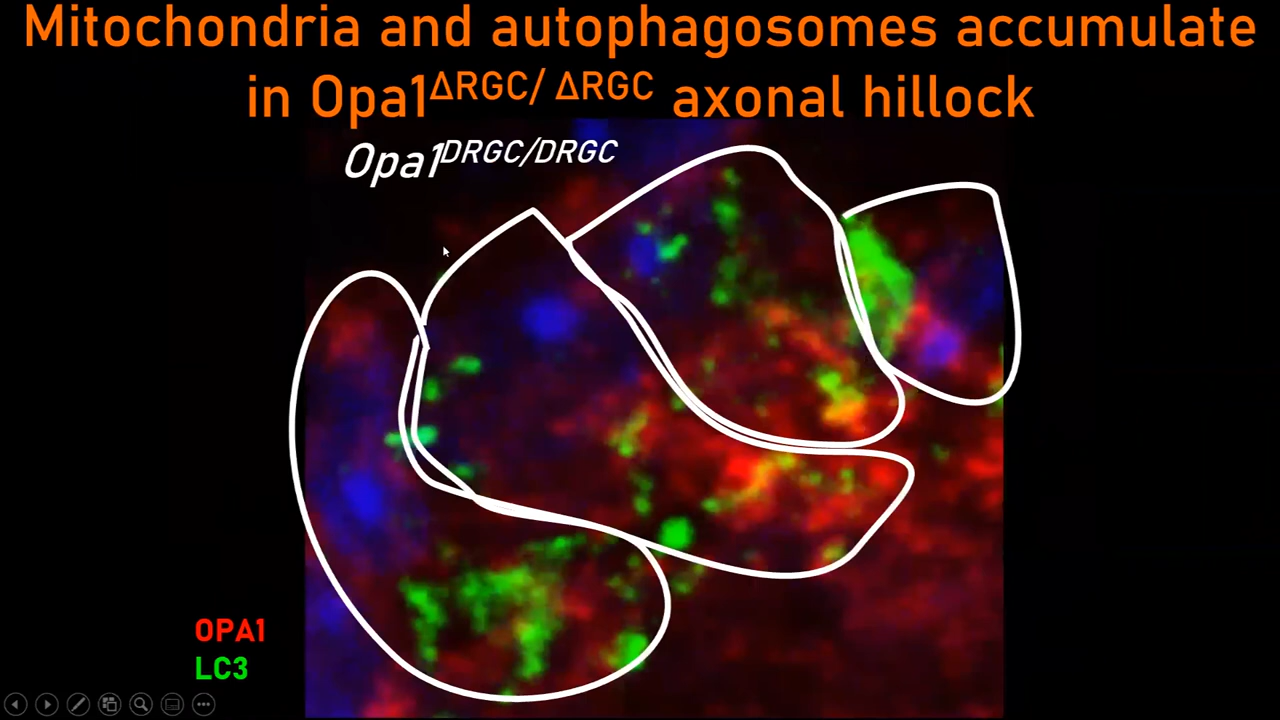 Mitochondria and autophagosomes accumulate
in Opa1ΔRGC/ ΔRGC axonal hillock
Opa1DRGC/DRGC
OPA1
LC3